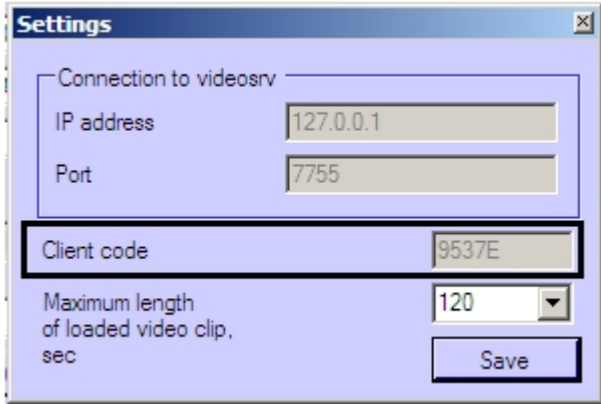 Settings
Connection to videosrv
IP address 127.0.0.1
Port 7755
Client code 9537E
Maximum length 120
of loaded video clip,
sec
Save